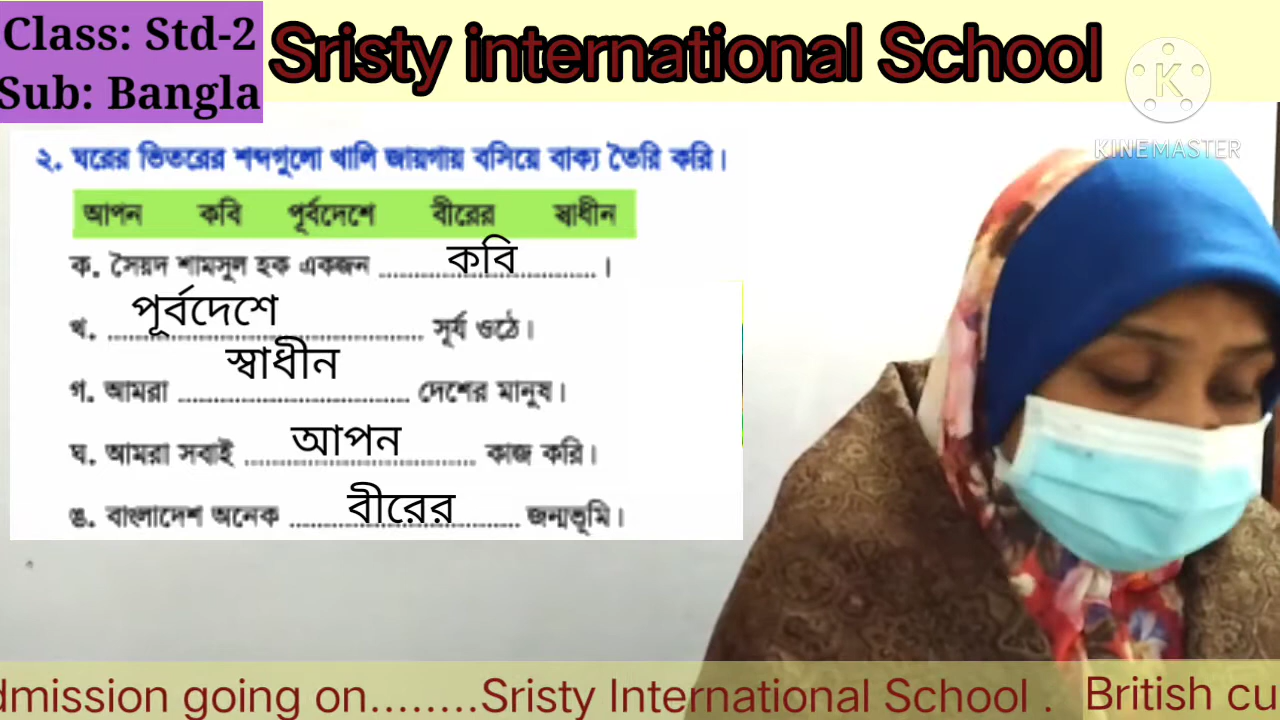 Class: Std-2
Sub: Bangla
Sristy international School
K
KINEMASTER
২. ঘরের ভিতরের শব্দগুলো খালি জায়গায় বসিয়ে বাক্য তৈরি করি।
আপন কবি পূর্বদেশে বীরের স্বাধীন
ক. সৈয়দ শামসুল হক একজন ......কবি...... ।
খ. ......পূর্বদেশে...... সূর্য ওঠে।
গ. আমরা ......স্বাধীন...... দেশের মানুষ।
ঘ. আমরা সবাই ......আপন...... কাজ করি।
ঙ. বাংলাদেশ অনেক ......বীরের...... জন্মভূমি।
dmission going on........Sristy International School . British cu